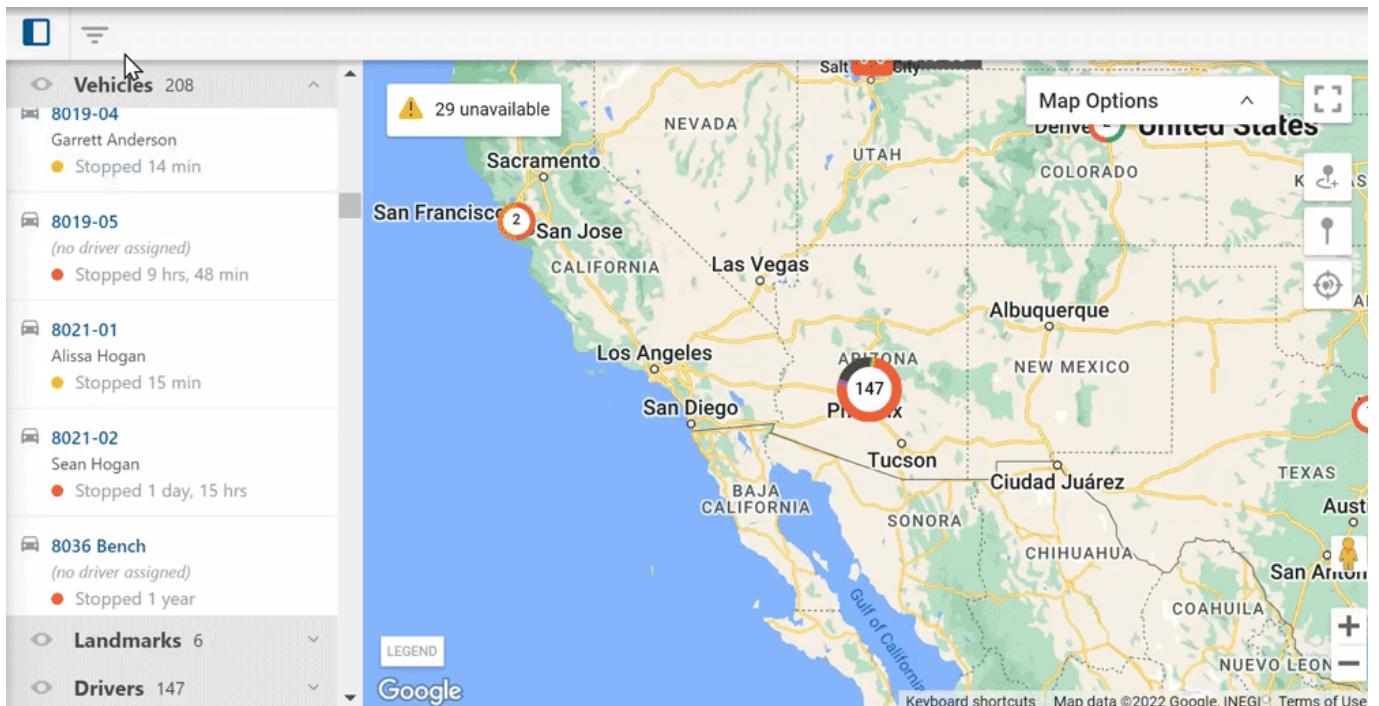 Vehicles 208
8019-04
Garrett Anderson
Stopped 14 min
8019-05
(no driver assigned)
Stopped 9 hrs, 48 min
8021-01
Alissa Hogan
Stopped 15 min
8021-02
Sean Hogan
Stopped 1 day, 15 hrs
8036 Bench
(no driver assigned)
Stopped 1 year
Landmarks 6
Drivers 147
29 unavailable
Map Options
Salt City
NEVADA
UTAH
Sacramento
United States
COLORADO
San Francisco
2
San Jose
CALIFORNIA
Las Vegas
Albuquerque
Los Angeles
ARIZONA
NEW MEXICO
147
San Diego
Tucson
Ciudad Juárez
TEXAS
BAJA
CALIFORNIA
SONORA
CHIHUAHUA
COAHUILA
Gulf of California
LEGEND
Google
Keyboard shortcuts
Map data ©2022 Google, INEGI
Terms of Use